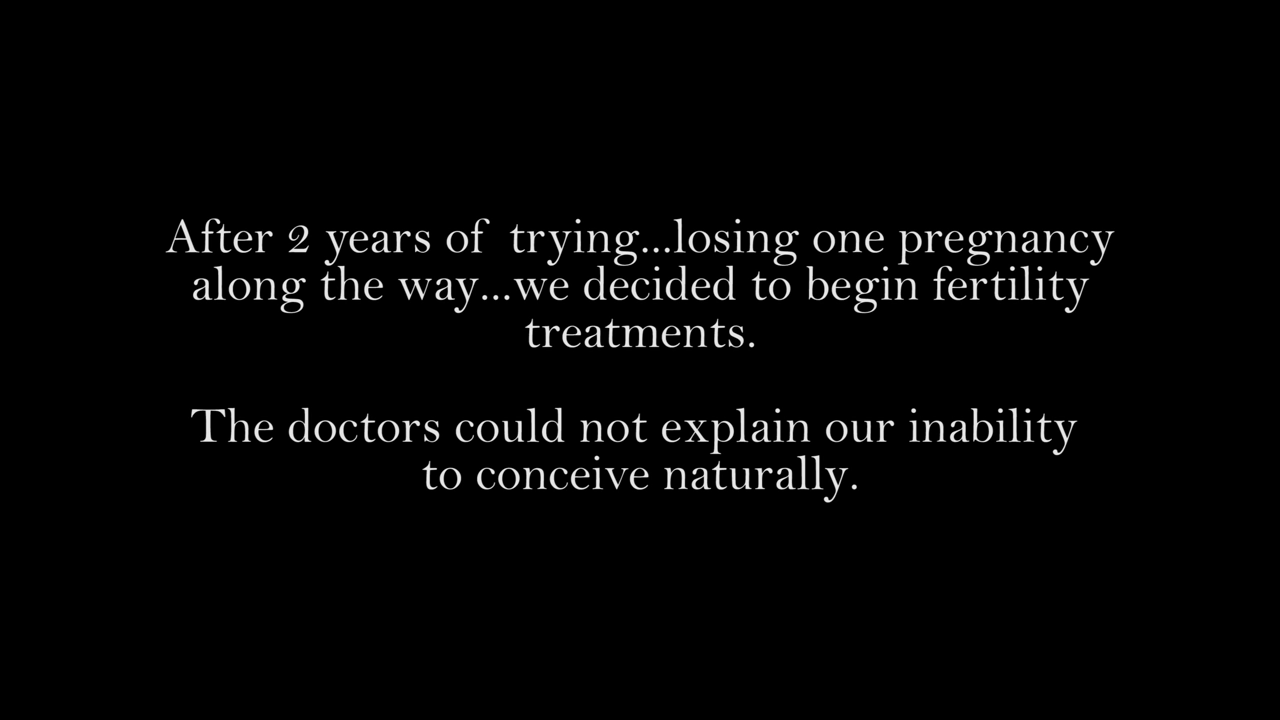 After 2 years of  trying...losing one pregnancy
along the way...we decided to begin fertility
treatments.
The doctors could not explain our inability
to conceive naturally.